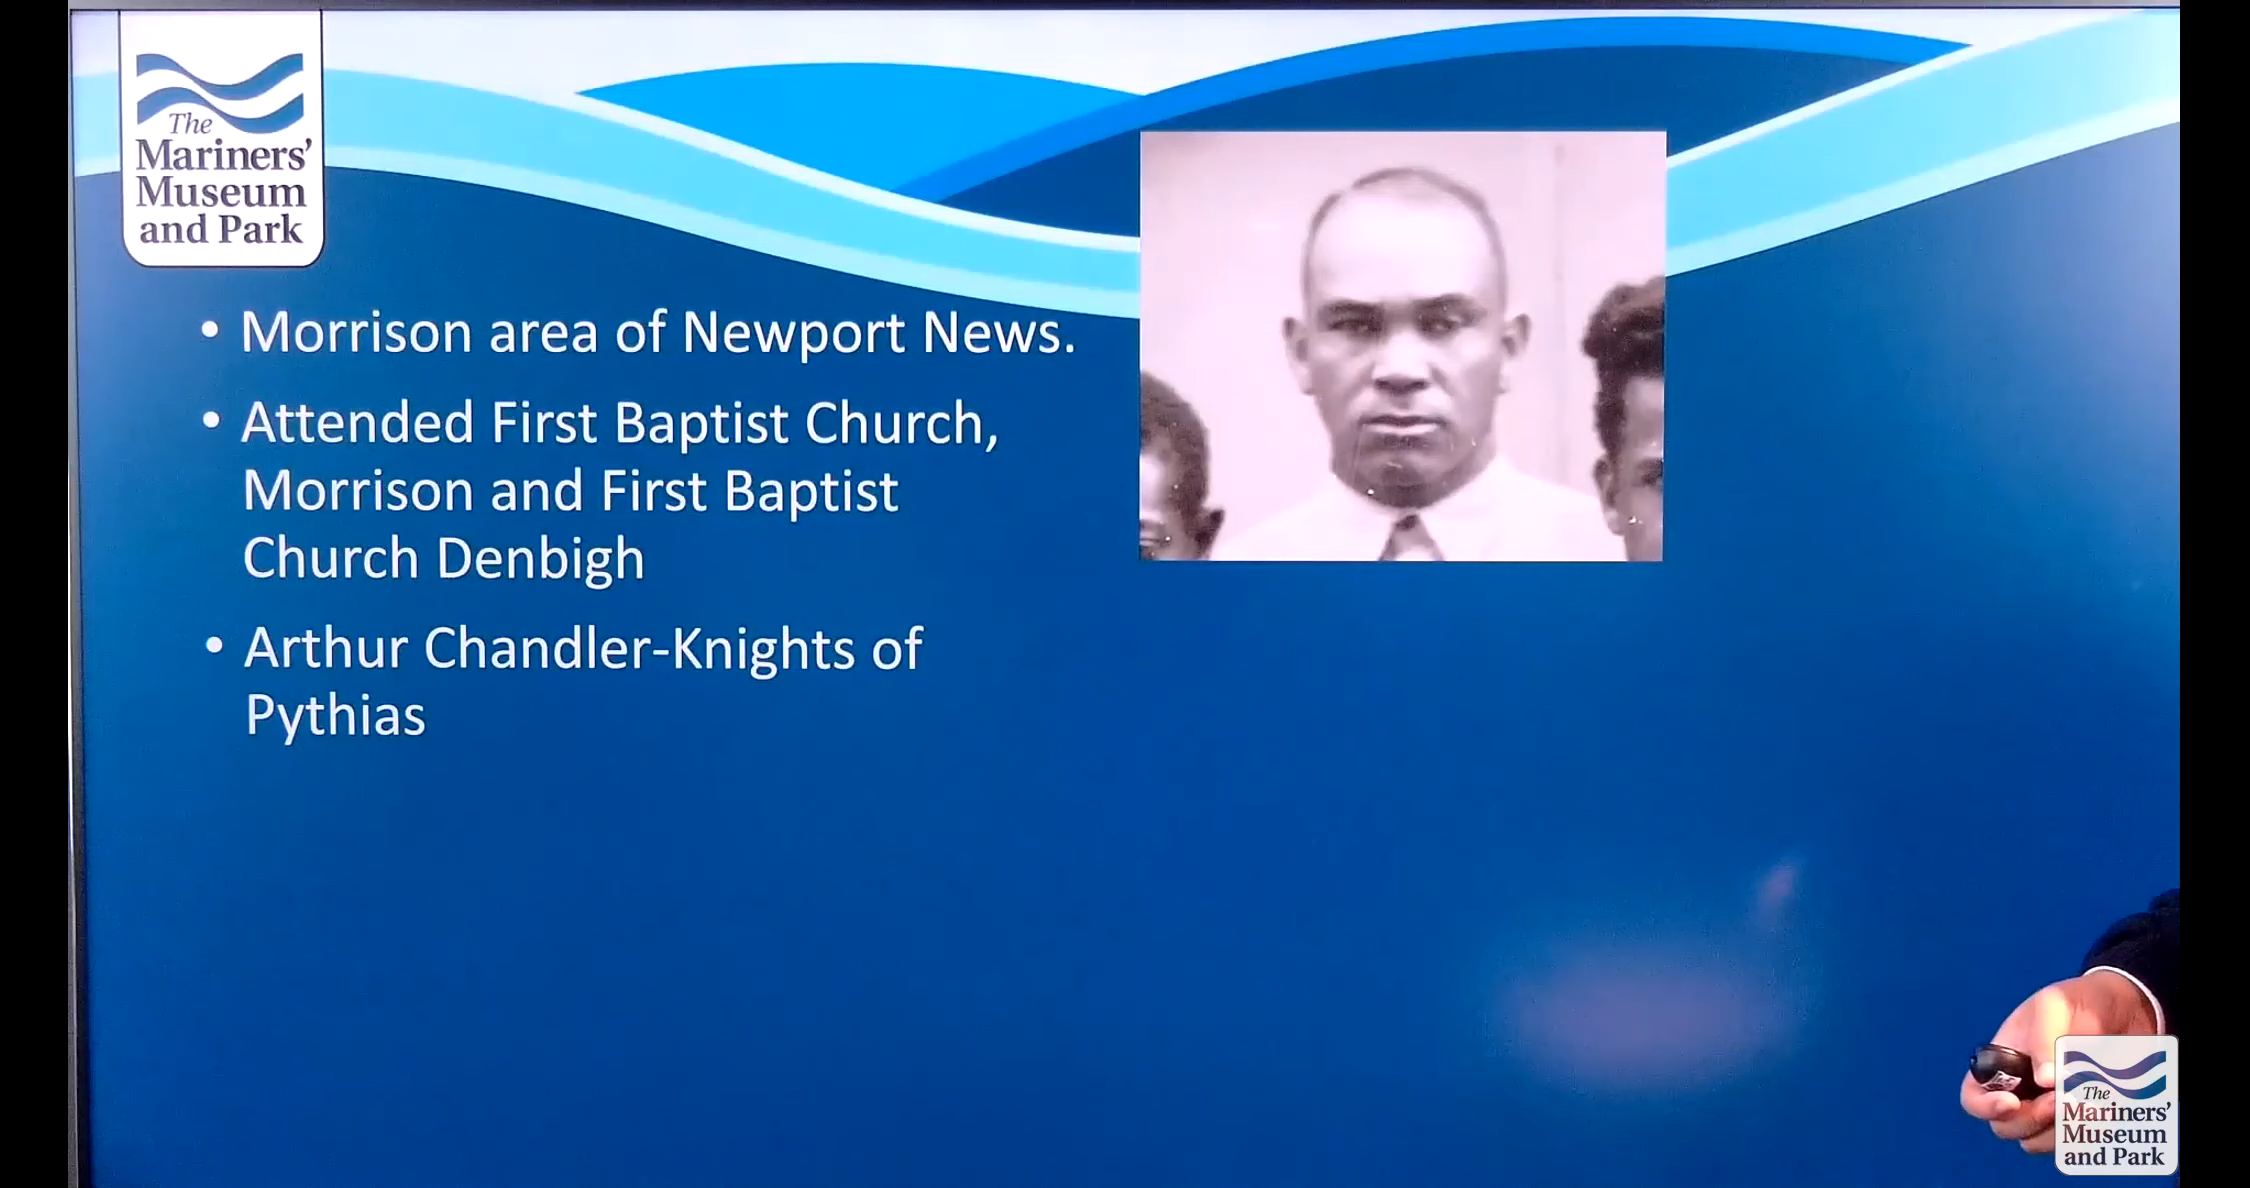 The
Mariners'
Museum
and Park
• Morrison area of Newport News.
• Attended First Baptist Church,
Morrison and First Baptist
Church Denbigh
• Arthur Chandler-Knights of
Pythias
The
Mariners'
Museum
and Park